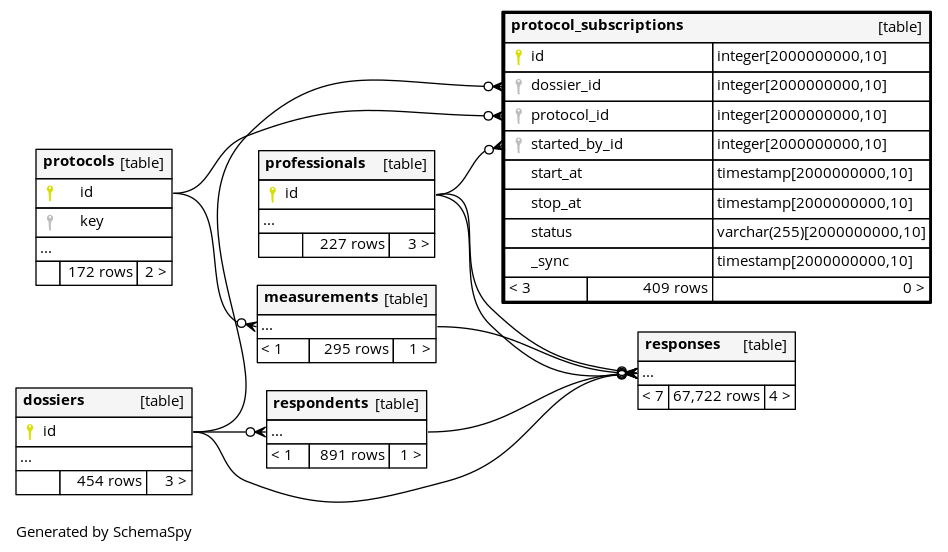 protocol_subscriptions [table]
id integer[2000000000,10]
dossier_id integer[2000000000,10]
protocol_id integer[2000000000,10]
started_by_id integer[2000000000,10]
start_at timestamp[2000000000,10]
stop_at timestamp[2000000000,10]
status varchar(255)[2000000000,10]
_sync timestamp[2000000000,10]
< 3 409 rows 0 >
protocols [table]
id
key
...
172 rows 2 >
professionals [table]
id
...
227 rows 3 >
measurements [table]
...
< 1 295 rows 1 >
responses [table]
...
< 7 67,722 rows 4 >
dossiers [table]
id
...
454 rows 3 >
respondents [table]
...
< 1 891 rows 1 >
Generated by SchemaSpy